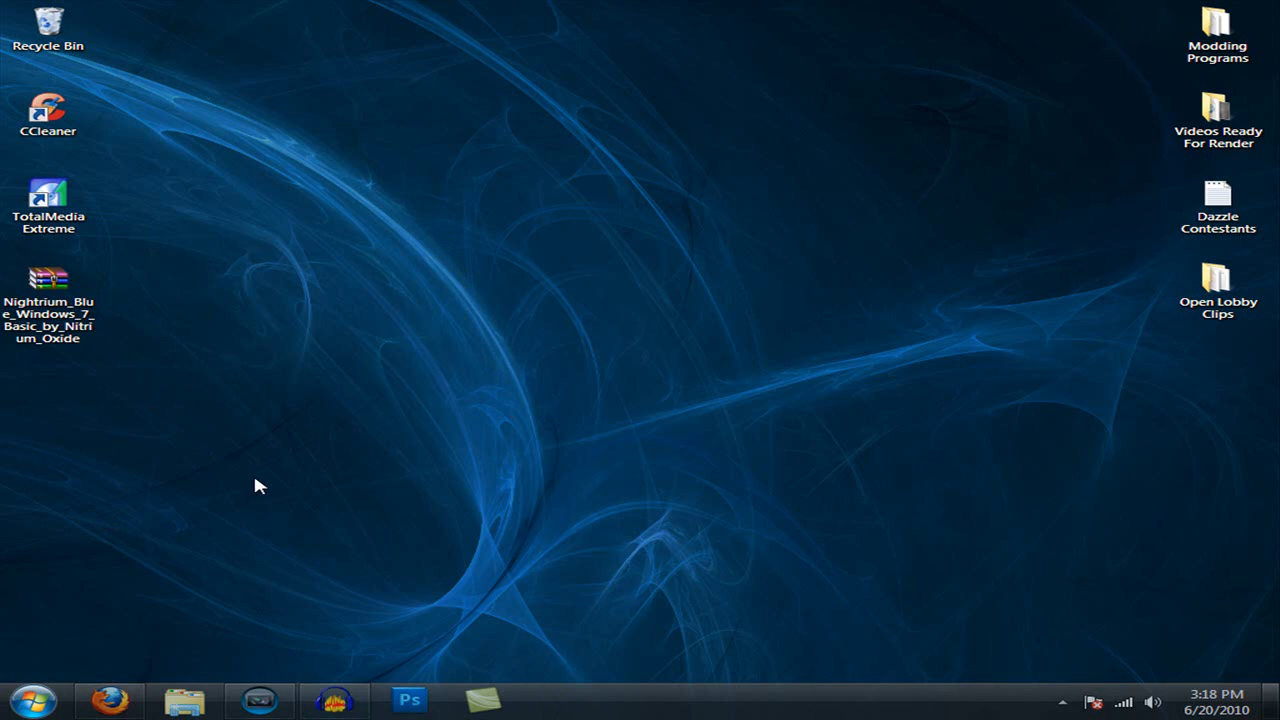 Recycle Bin
CCleaner
TotalMedia
Extreme
Nightrium_Blu
e_Windows_7_
Basic_by_Nitri
um_Oxide
Modding
Programs
Videos Ready
For Render
Dazzle
Contestants
Open Lobby
Clips
Ps
3:18 PM
6/20/2010